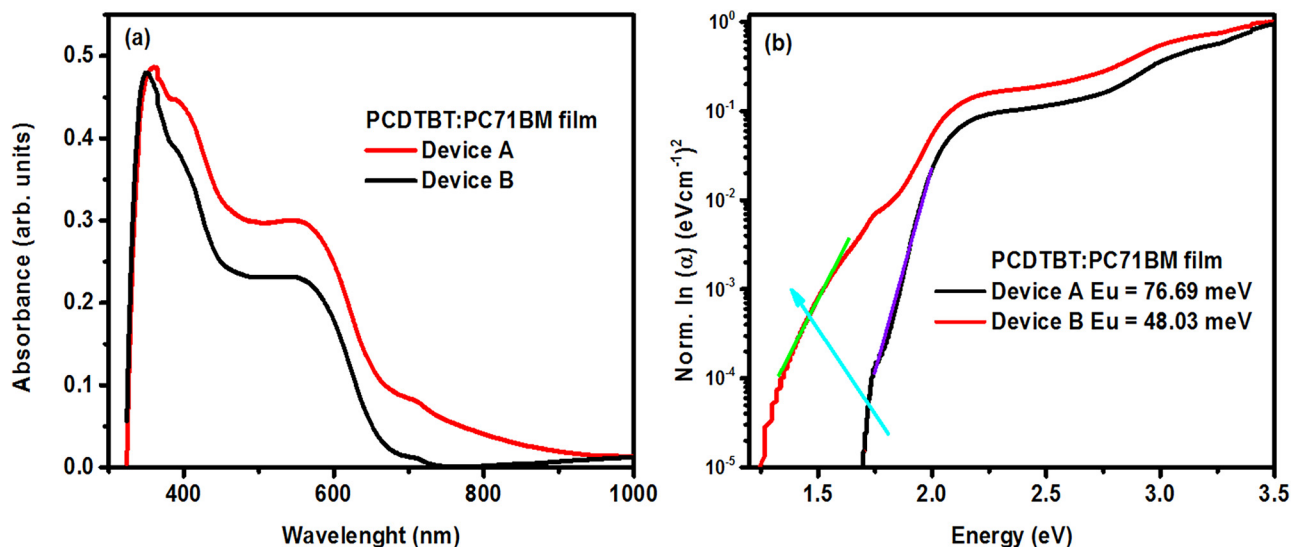 (a)
PCDTBT:PC71BM film
Device A
Device B
Absorbance (arb. units)
0.5
0.4
0.3
0.2
0.1
0.0
400 600 800 1000
Wavelenght (nm)
(b)
PCDTBT:PC71BM film
Device A Eu = 76.69 meV
Device B Eu = 48.03 meV
Norm. ln (α) (eVcm⁻¹)²
10⁰
10⁻¹
10⁻²
10⁻³
10⁻⁴
10⁻⁵
1.5 2.0 2.5 3.0 3.5
Energy (eV)